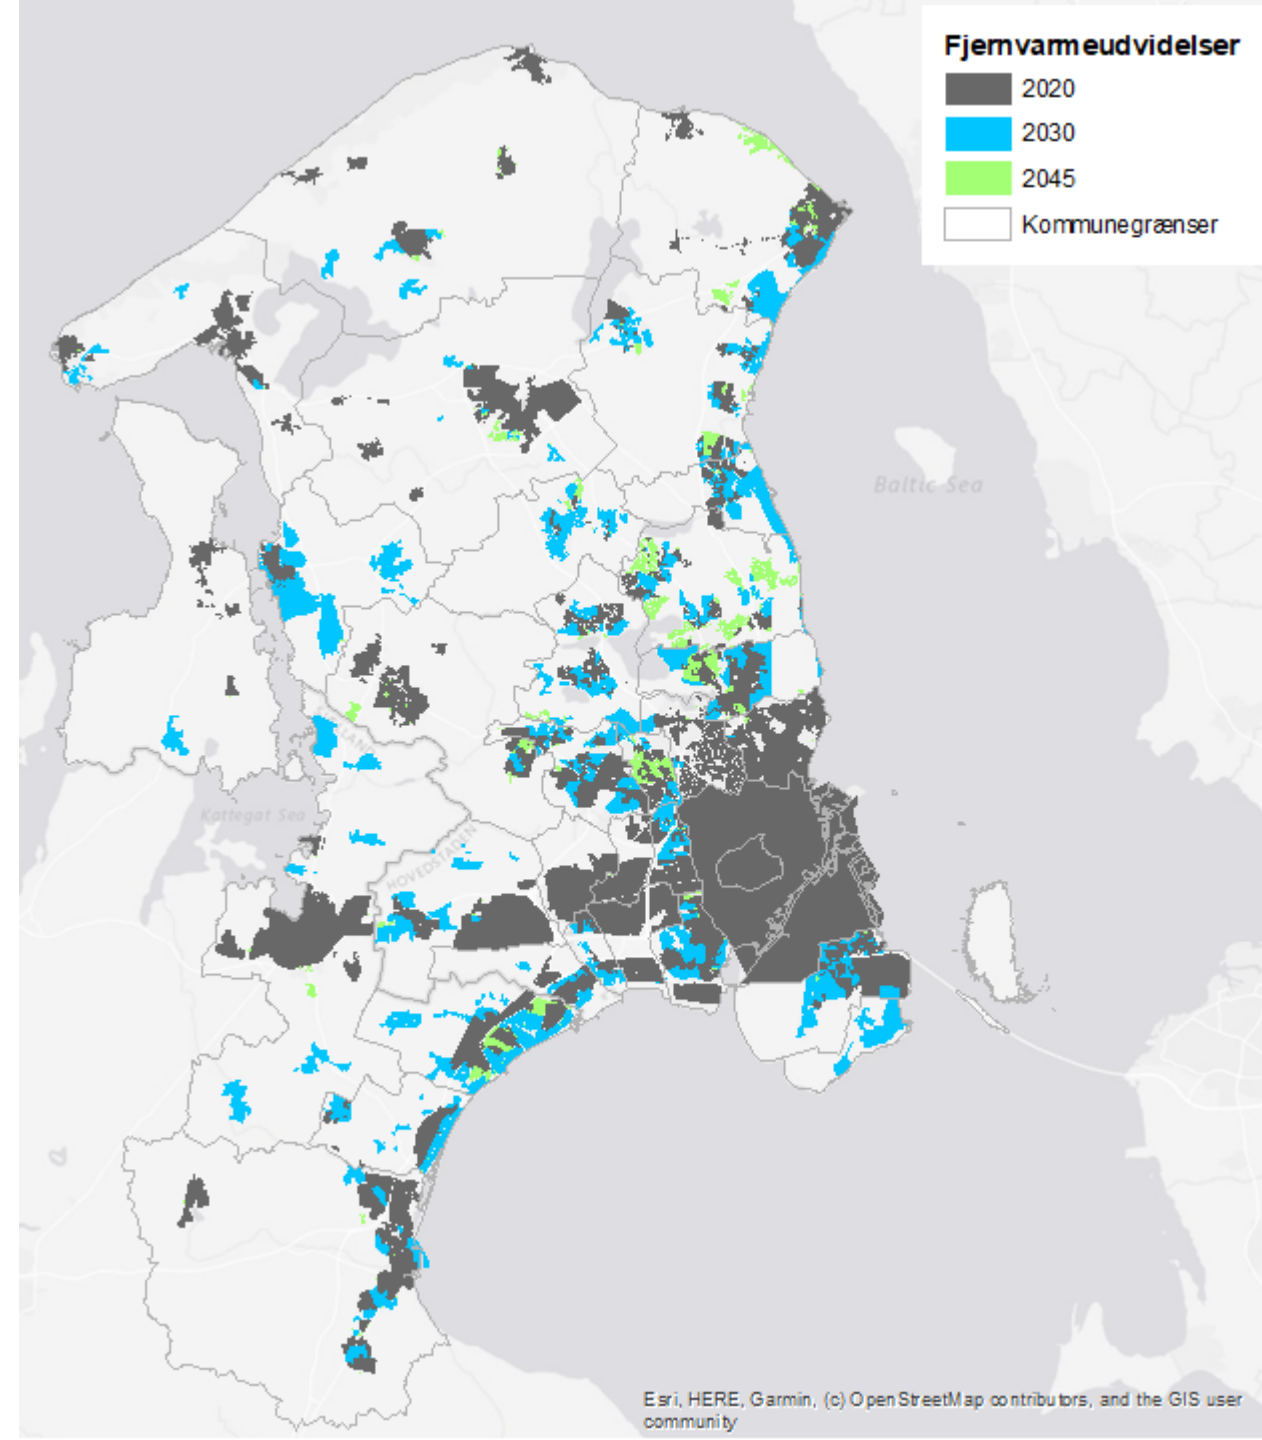 Fjernvarmeudvidelser
2020
2030
2045
Kommunegrænser
Baltic Sea
Kattegat Sea
HOVEDSTADEN
Esri, HERE, Garmin, (c) OpenStreetMap contributors, and the GIS user
community